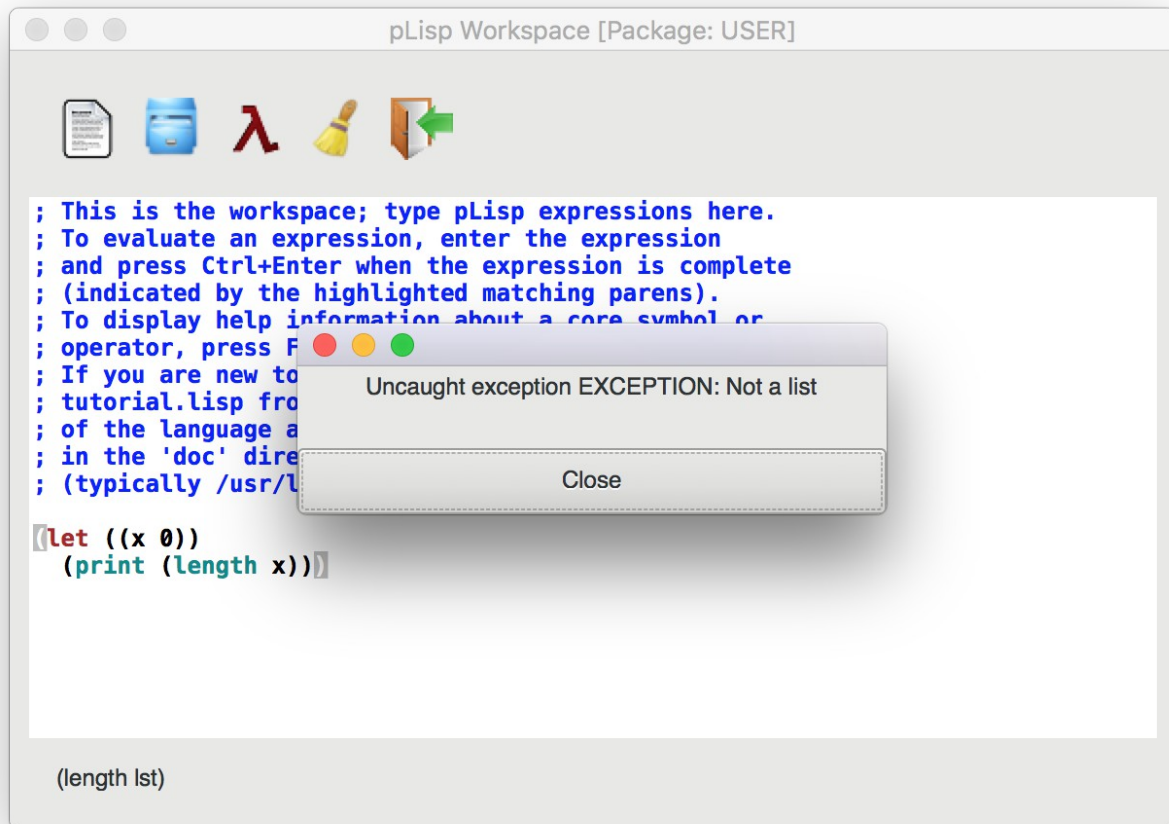 pLisp Workspace [Package: USER]
; This is the workspace; type pLisp expressions here.
; To evaluate an expression, enter the expression
; and press Ctrl+Enter when the expression is complete
; (indicated by the highlighted matching parens).
; To display help information about a core symbol or
; operator, press F
; If you are new to
; tutorial.lisp fro
; of the language a
; in the 'doc' dire
; (typically /usr/l
Uncaught exception EXCEPTION: Not a list
Close
(let ((x 0))
  (print (length x)))
(length lst)